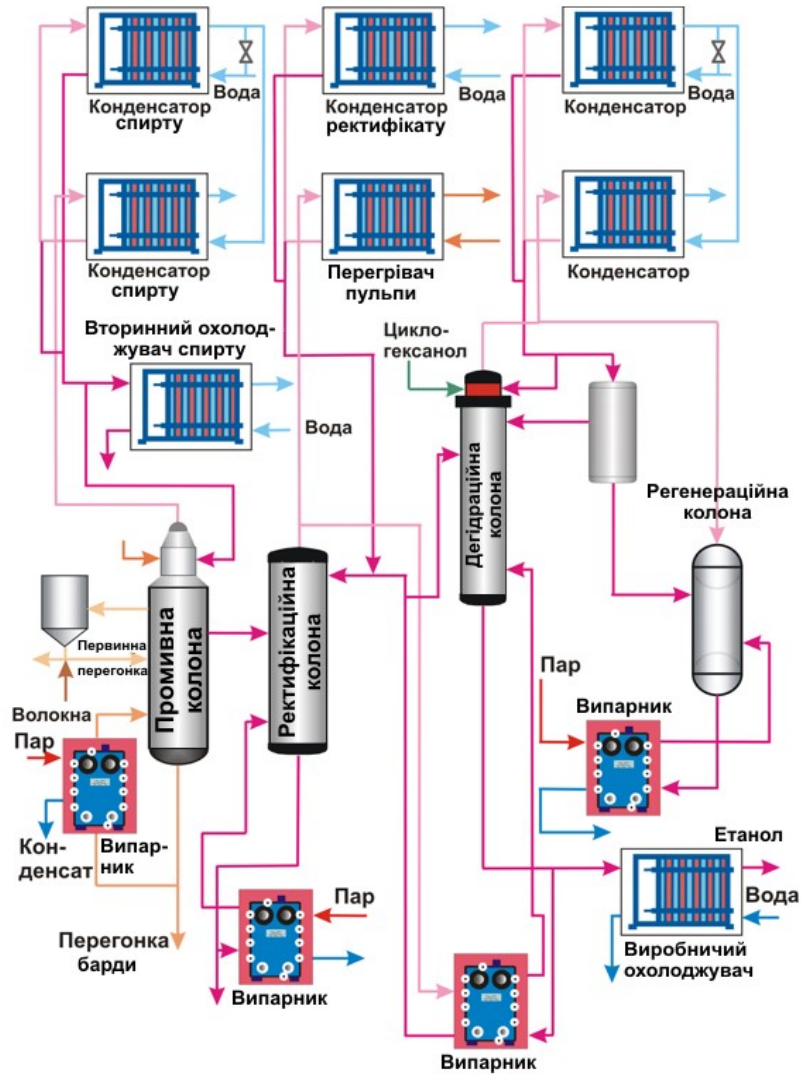 Вода
Конденсатор
спирту
Вода
Конденсатор
ректифікату
Вода
Конденсатор
Конденсатор
спирту
Перегрівач
пульпи
Конденсатор
Вторинний охолод-
жувач спирту
Вода
Цикло-
гексанол
Дегідраційна
колона
Регенераційна
колона
Промивна
колона
Ректифікаційна
колона
Первинна
перегонка
Волокна
Пар
Кон-
денсат
Випар-
ник
Перегонка
барди
Пар
Випарник
Пар
Випарник
Випарник
Етанол
Вода
Виробничий
охолоджувач